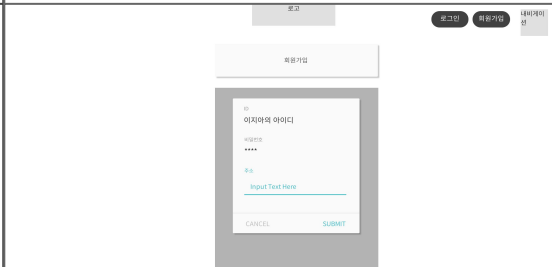 로고
로그인
회원가입
내비게이
션
회원가입
ID
이지아의 아이디
비밀번호
****
주소
Input Text Here
CANCEL
SUBMIT